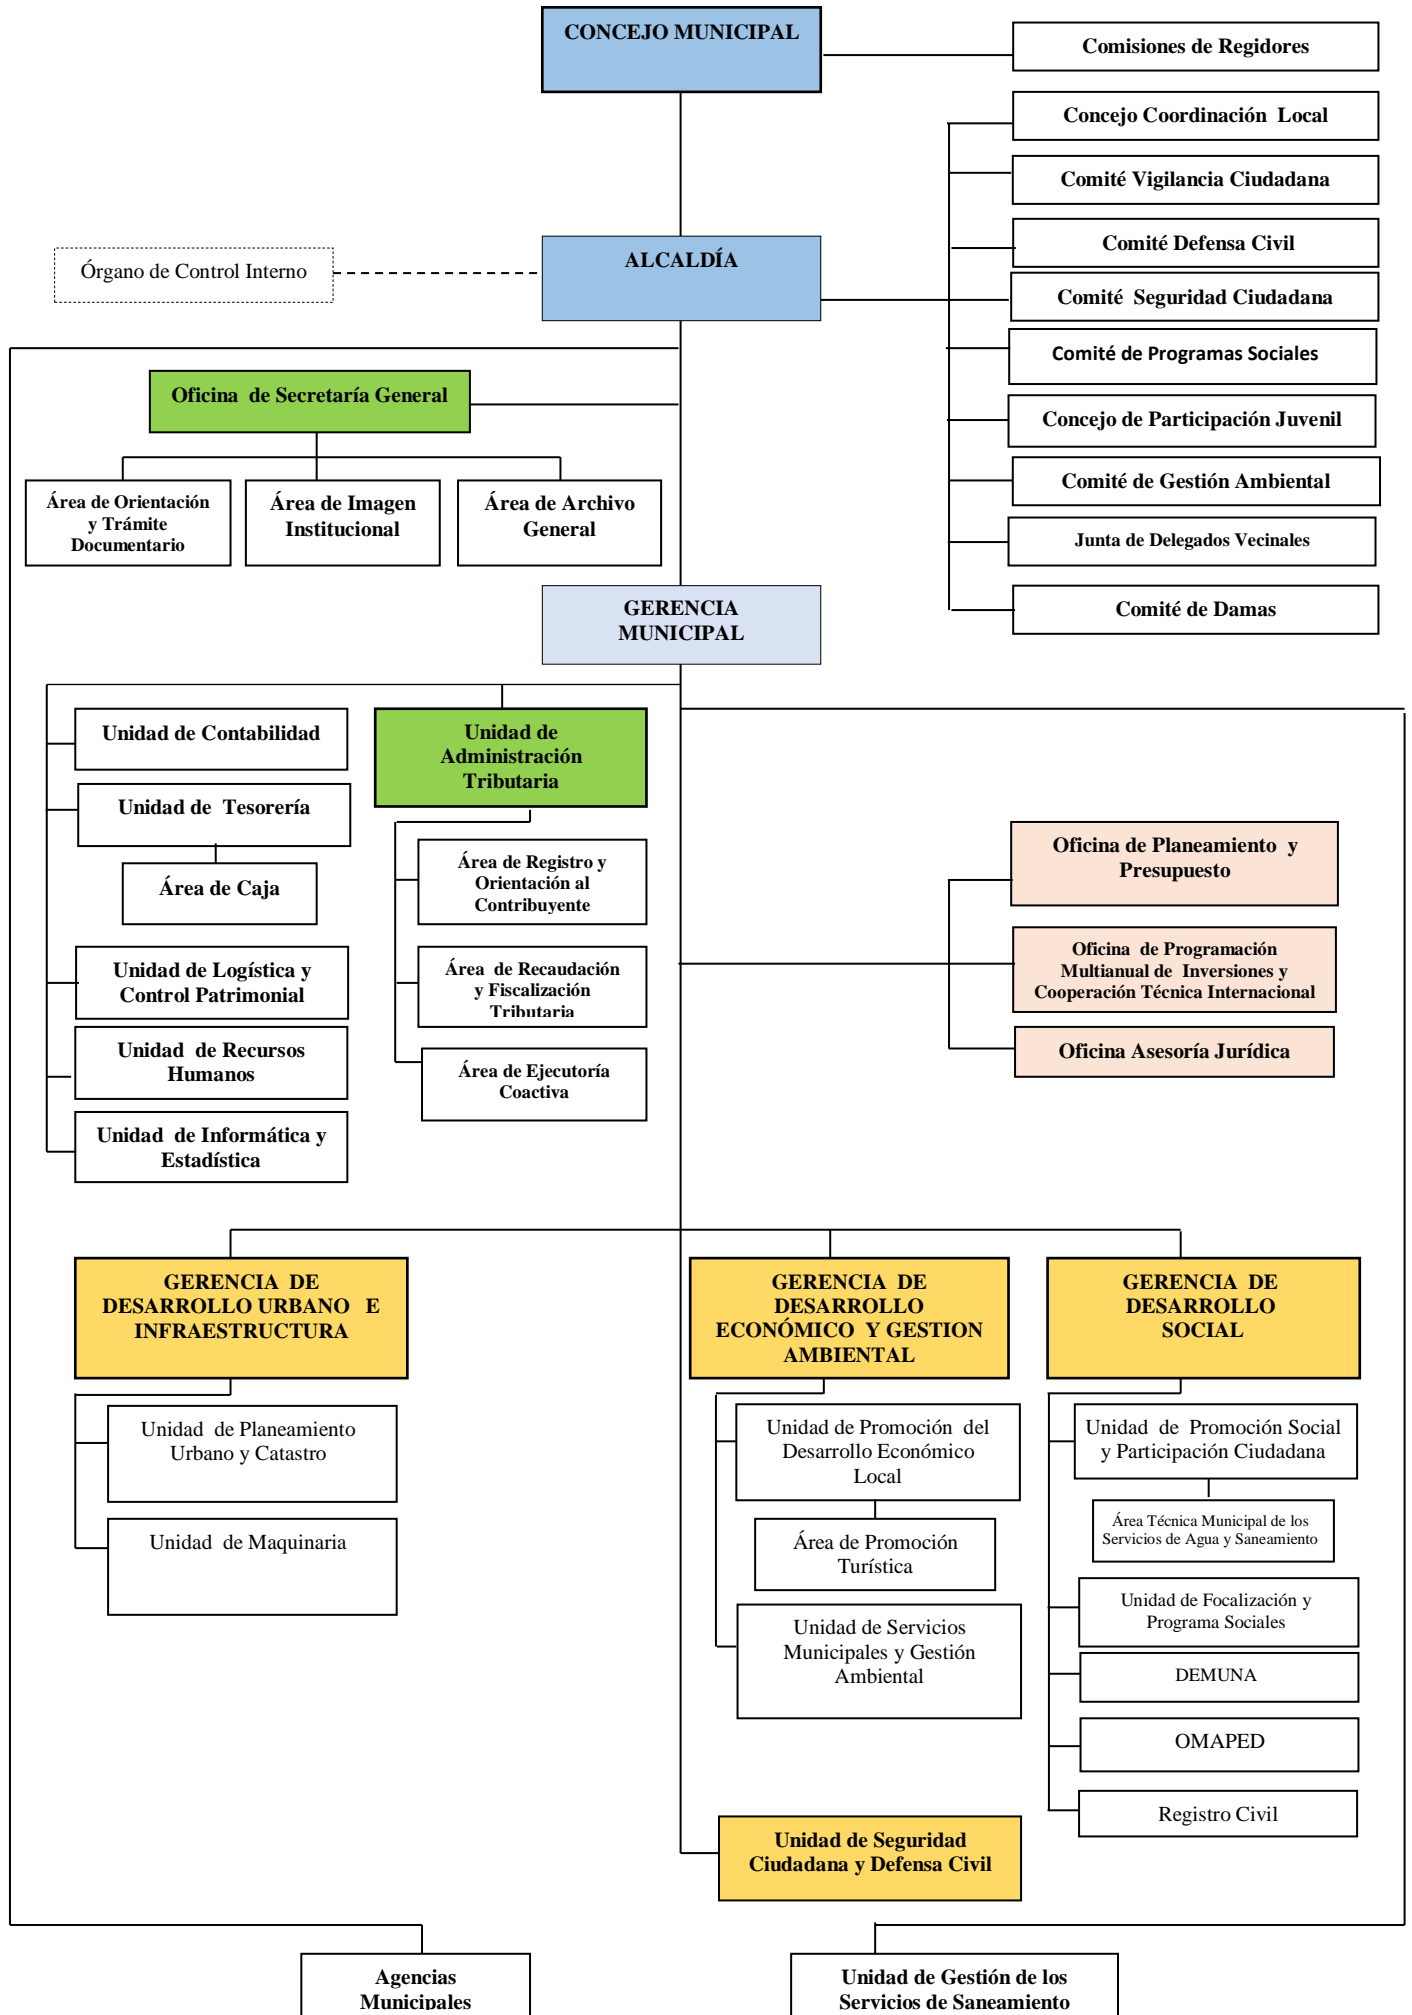 CONCEJO MUNICIPAL
Comisiones de Regidores
Concejo Coordinación Local
Comité Vigilancia Ciudadana
Comité Defensa Civil
Comité Seguridad Ciudadana
Comité de Programas Sociales
Concejo de Participación Juvenil
Comité de Gestión Ambiental
Junta de Delegados Vecinales
Comité de Damas
Órgano de Control Interno
ALCALDÍA
Oficina de Secretaría General
Área de Orientación
y Trámite
Documentario
Área de Imagen
Institucional
Área de Archivo
General
GERENCIA
MUNICIPAL
Unidad de Contabilidad
Unidad de Tesorería
Área de Caja
Unidad de Logística y
Control Patrimonial
Unidad de Recursos
Humanos
Unidad de Informática y
Estadística
Unidad de
Administración
Tributaria
Área de Registro y
Orientación al
Contribuyente
Área de Recaudación
y Fiscalización
Tributaria
Área de Ejecutoría
Coactiva
Oficina de Planeamiento y
Presupuesto
Oficina de Programación
Multianual de Inversiones y
Cooperación Técnica Internacional
Oficina Asesoría Jurídica
GERENCIA DE
DESARROLLO URBANO E
INFRAESTRUCTURA
Unidad de Planeamiento
Urbano y Catastro
Unidad de Maquinaria
GERENCIA DE
DESARROLLO
ECONÓMICO Y GESTION
AMBIENTAL
Unidad de Promoción del
Desarrollo Económico
Local
Área de Promoción
Turística
Unidad de Servicios
Municipales y Gestión
Ambiental
GERENCIA DE
DESARROLLO
SOCIAL
Unidad de Promoción Social
y Participación Ciudadana
Área Técnica Municipal de los
Servicios de Agua y Saneamiento
Unidad de Focalización y
Programa Sociales
DEMUNA
OMAPED
Registro Civil
Unidad de Seguridad
Ciudadana y Defensa Civil
Agencias
Municipales
Unidad de Gestión de los
Servicios de Saneamiento